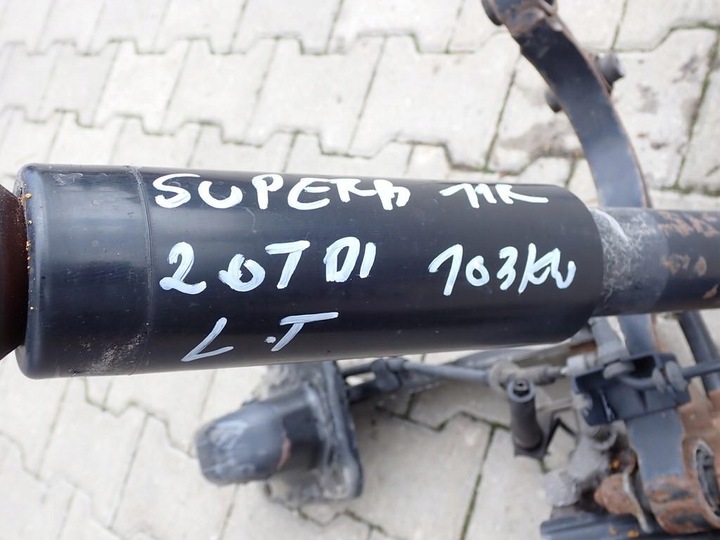 SUPERB 11R
2.0TDI 103KW
L.T